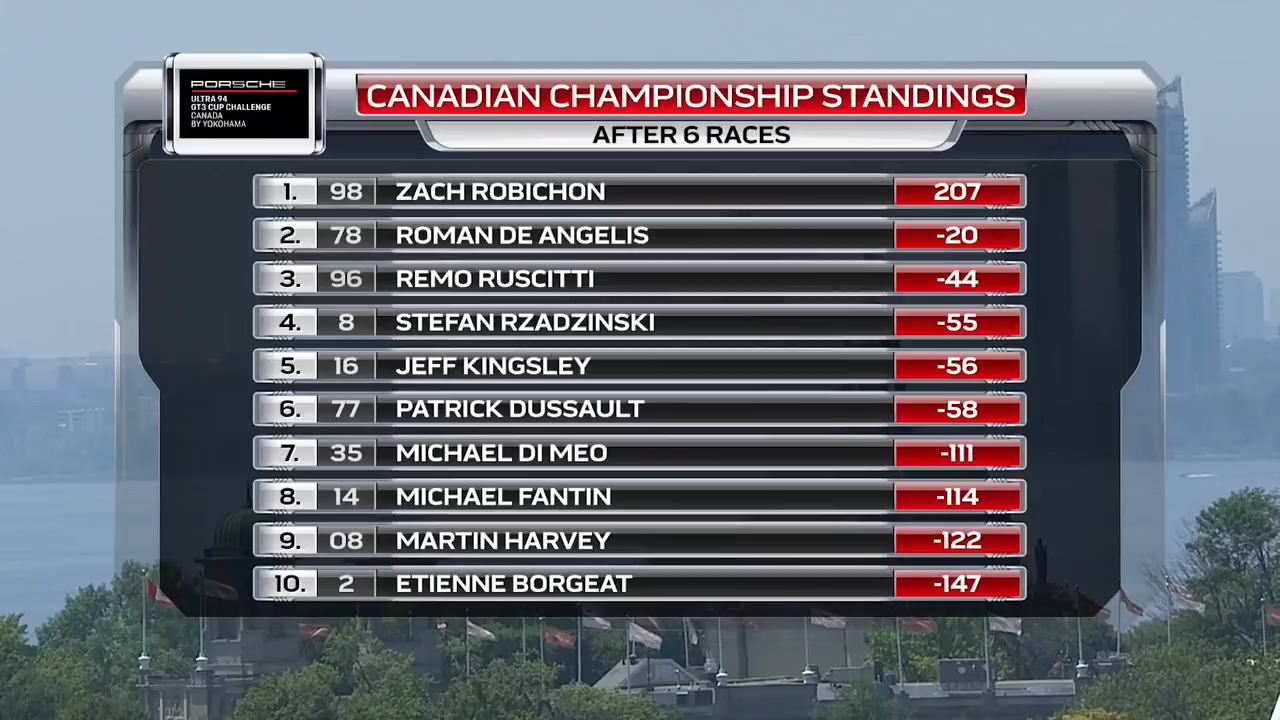 PORSCHE
ULTRA 94
GT3 CUP CHALLENGE
CANADA
BY YOKOHAMA
CANADIAN CHAMPIONSHIP STANDINGS
AFTER 6 RACES
1. 98 ZACH ROBICHON 207
2. 78 ROMAN DE ANGELIS -20
3. 96 REMO RUSCITTI -44
4. 8 STEFAN RZADZINSKI -55
5. 16 JEFF KINGSLEY -56
6. 77 PATRICK DUSSAULT -58
7. 35 MICHAEL DI MEO -111
8. 14 MICHAEL FANTIN -114
9. 08 MARTIN HARVEY -122
10. 2 ETIENNE BORGEAT -147